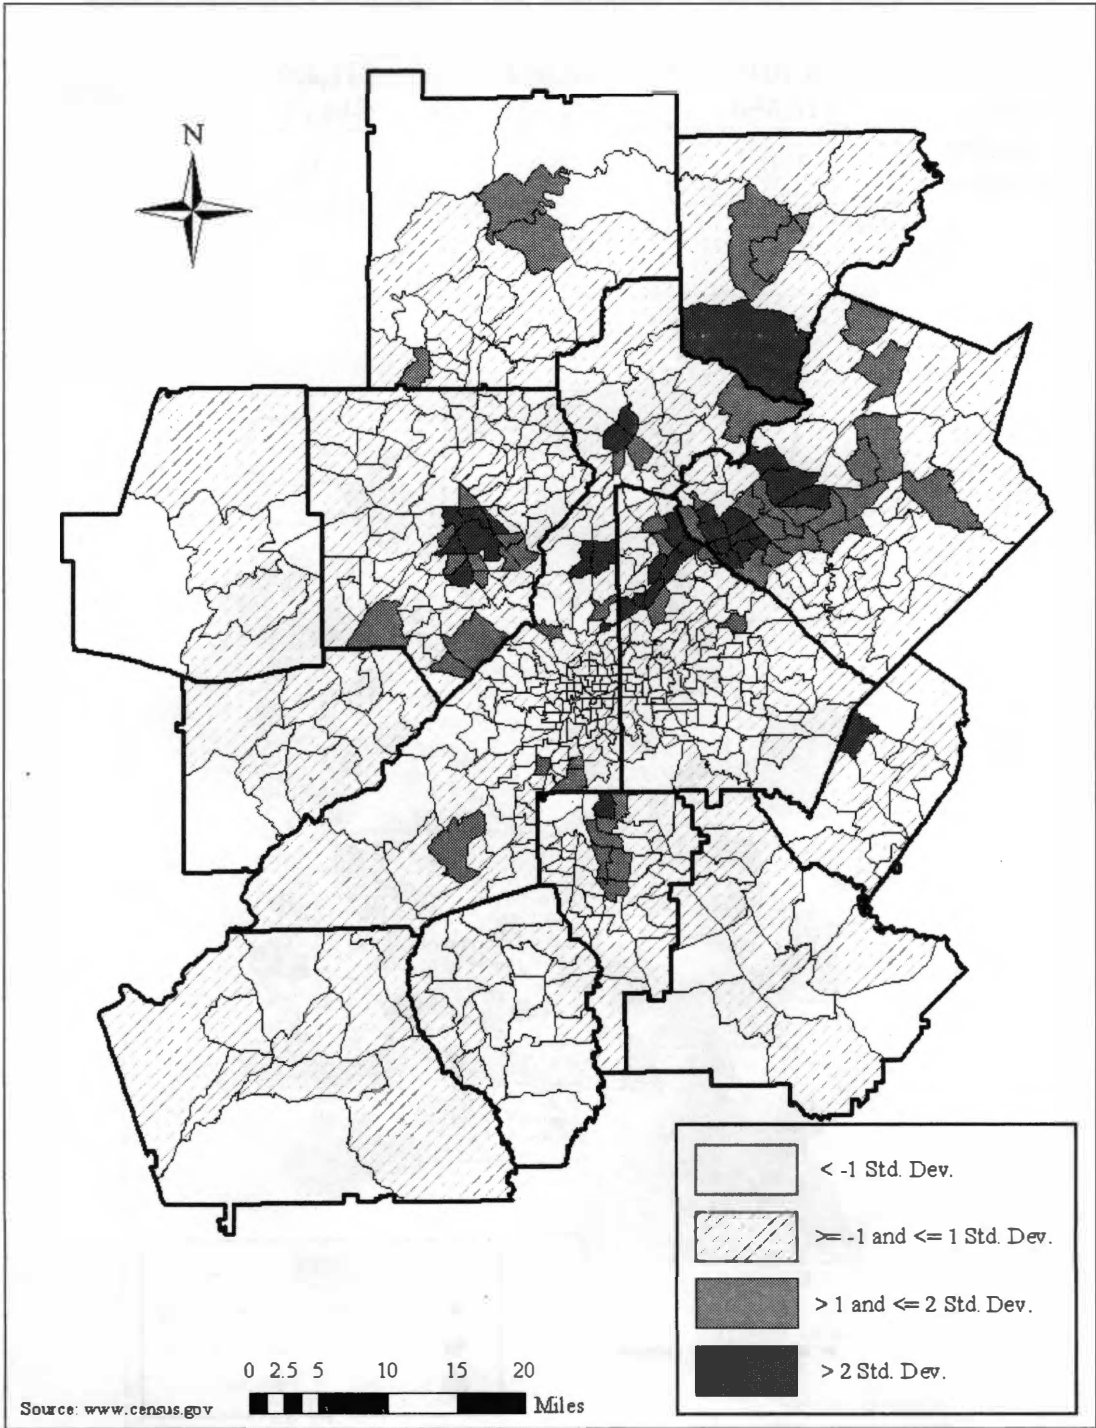 N
< -1 Std. Dev.
>= -1 and <= 1 Std. Dev.
> 1 and <= 2 Std. Dev.
> 2 Std. Dev.
0 2.5 5 10 15 20
Miles
Source: www.census.gov